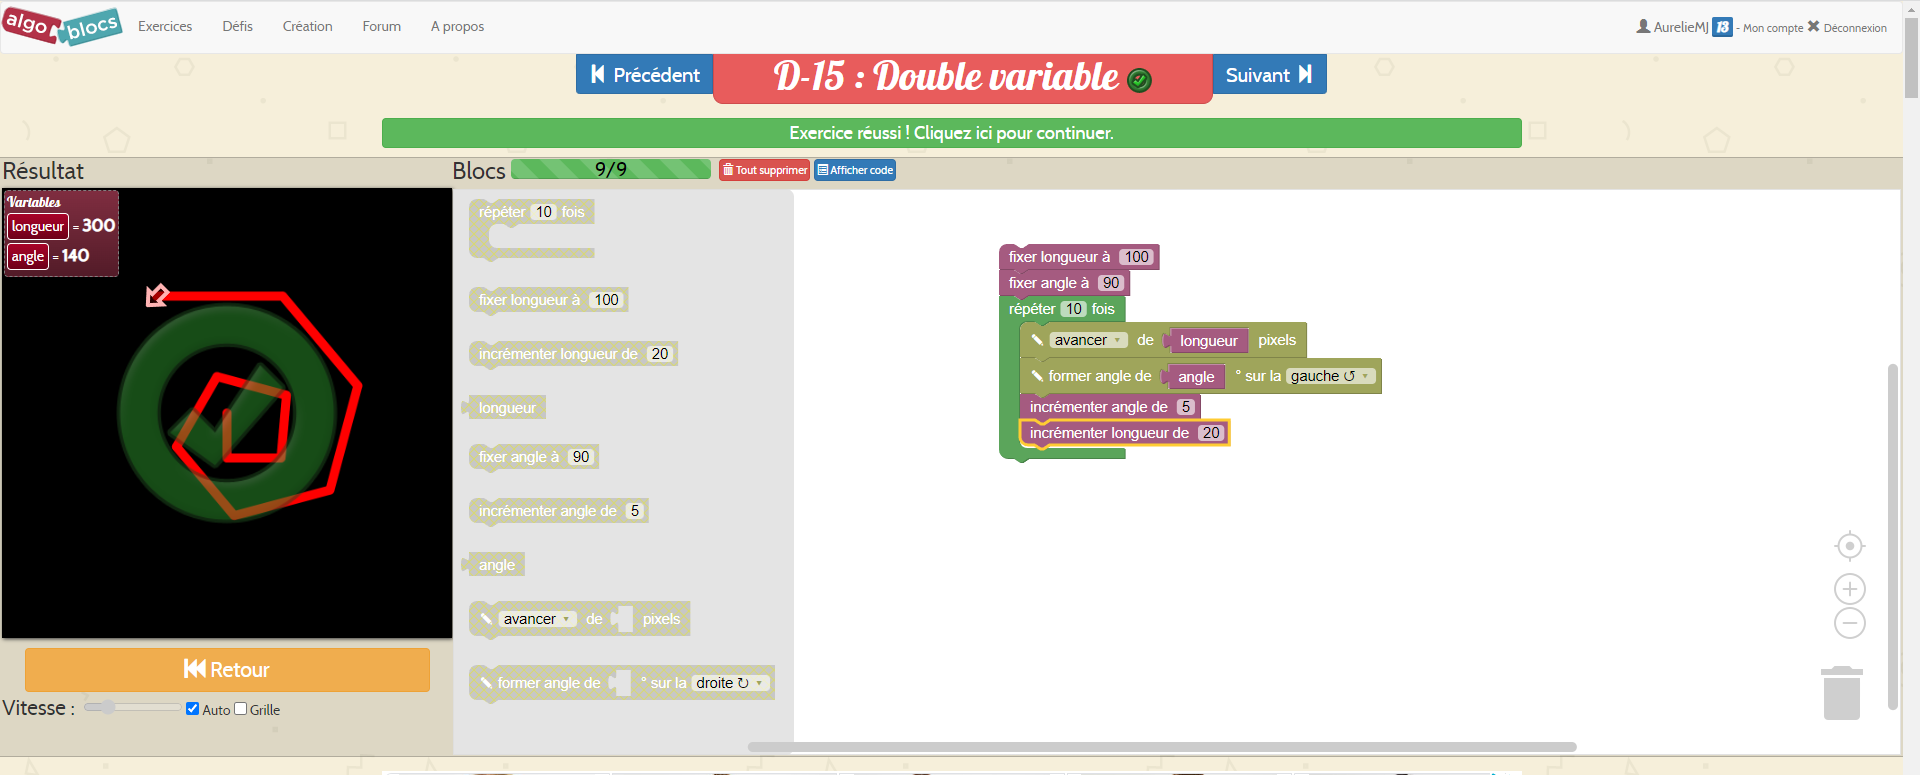 algo blocs
Exercices
Défis
Création
Forum
A propos
AurelieMJ 13 - Mon compte Déconnexion
Précédent
D-15 : Double variable
Suivant
Exercice réussi ! Cliquez ici pour continuer.
Résultat
Blocs
9/9
Tout supprimer
Afficher code
Variables
longueur = 300
angle = 140
répéter 10 fois
fixer longueur à 100
incrémenter longueur de 20
longueur
fixer angle à 90
incrémenter angle de 5
angle
avancer de pixels
former angle de ° sur la droite ↻
fixer longueur à 100
fixer angle à 90
répéter 10 fois
avancer de longueur pixels
former angle de angle ° sur la gauche ↺
incrémenter angle de 5
incrémenter longueur de 20
Retour
Vitesse :
Auto
Grille